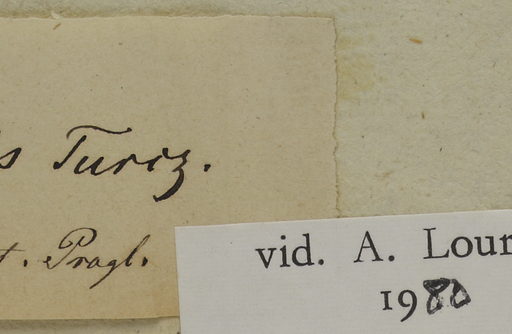 s Turcz.
t. Pragl.
vid. A. Lour
1980